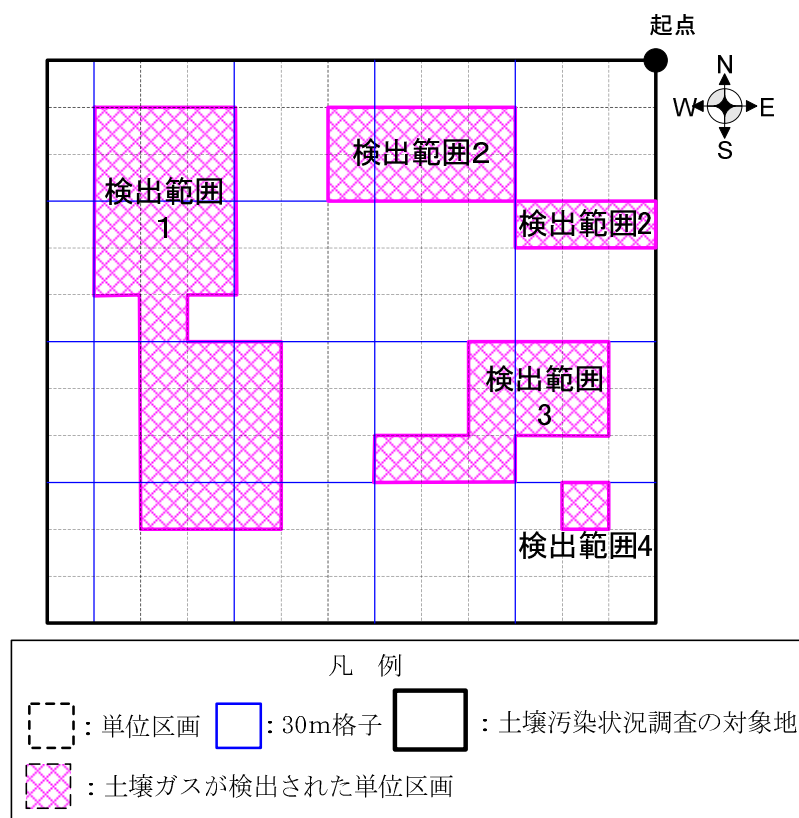 起点
N
W E
S
検出範囲
1
検出範囲2
検出範囲2
検出範囲
3
検出範囲4
凡 例
：単位区画
：30m格子
：土壌汚染状況調査の対象地
：土壌ガスが検出された単位区画